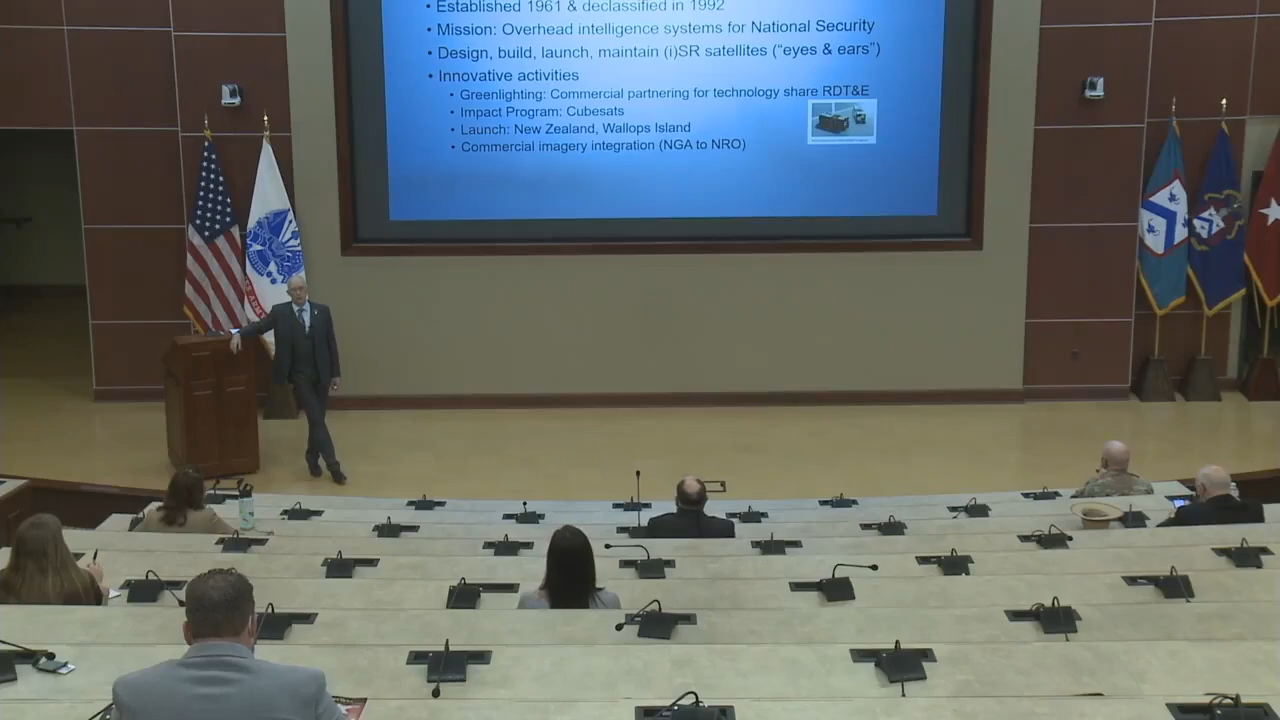 • Established 1961 & declassified in 1992
• Mission: Overhead intelligence systems for National Security
• Design, build, launch, maintain (i)SR satellites (“eyes & ears”)
• Innovative activities
• Greenlighting: Commercial partnering for technology share RDT&E
• Impact Program: Cubesats
• Launch: New Zealand, Wallops Island
• Commercial imagery integration (NGA to NRO)